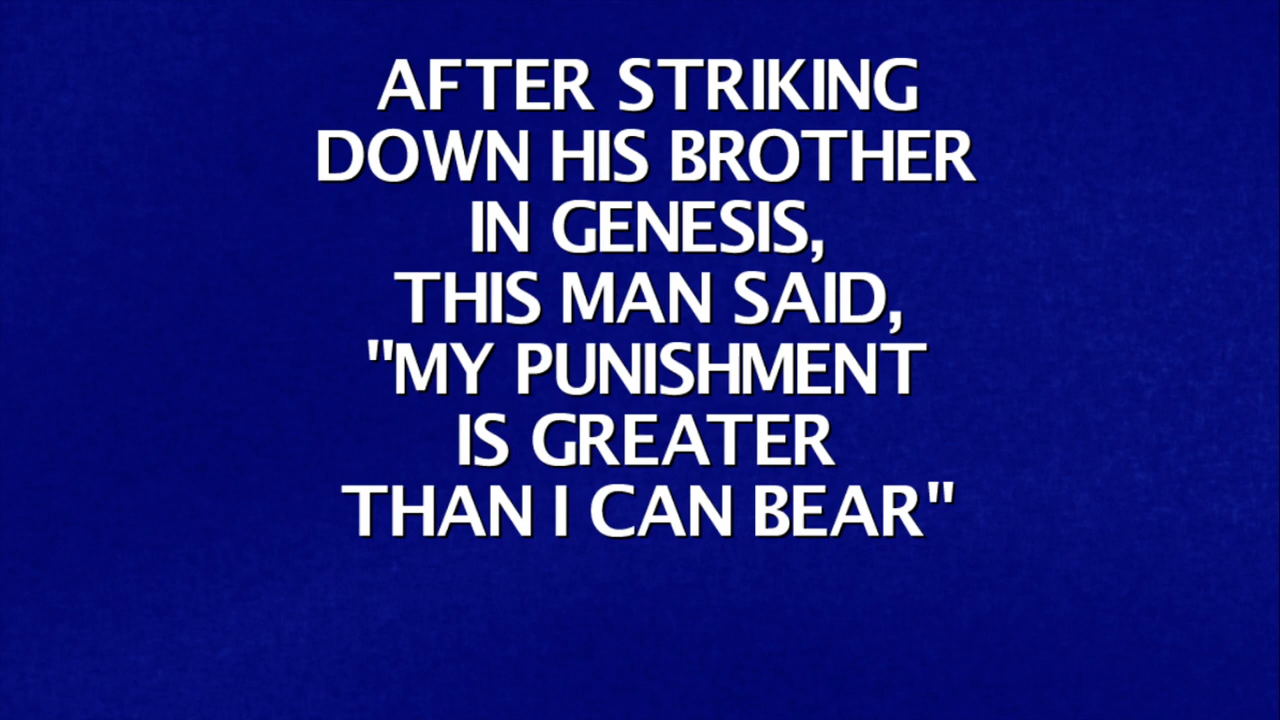 AFTER STRIKING
DOWN HIS BROTHER
IN GENESIS,
THIS MAN SAID,
"MY PUNISHMENT
IS GREATER
THAN I CAN BEAR"